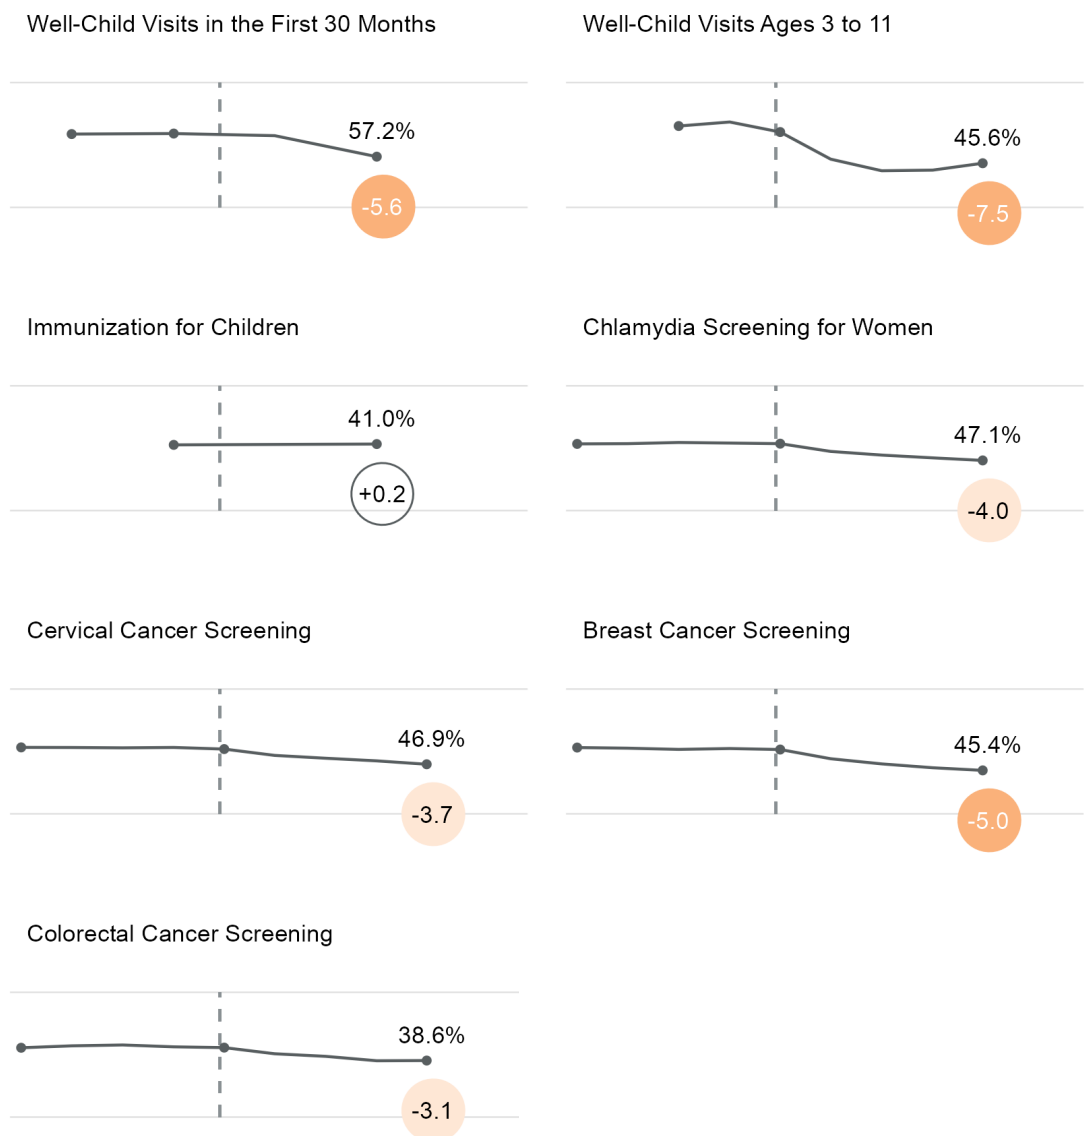 Well-Child Visits in the First 30 Months
57.2%
-5.6
Well-Child Visits Ages 3 to 11
45.6%
-7.5
Immunization for Children
41.0%
+0.2
Chlamydia Screening for Women
47.1%
-4.0
Cervical Cancer Screening
46.9%
-3.7
Breast Cancer Screening
45.4%
-5.0
Colorectal Cancer Screening
38.6%
-3.1